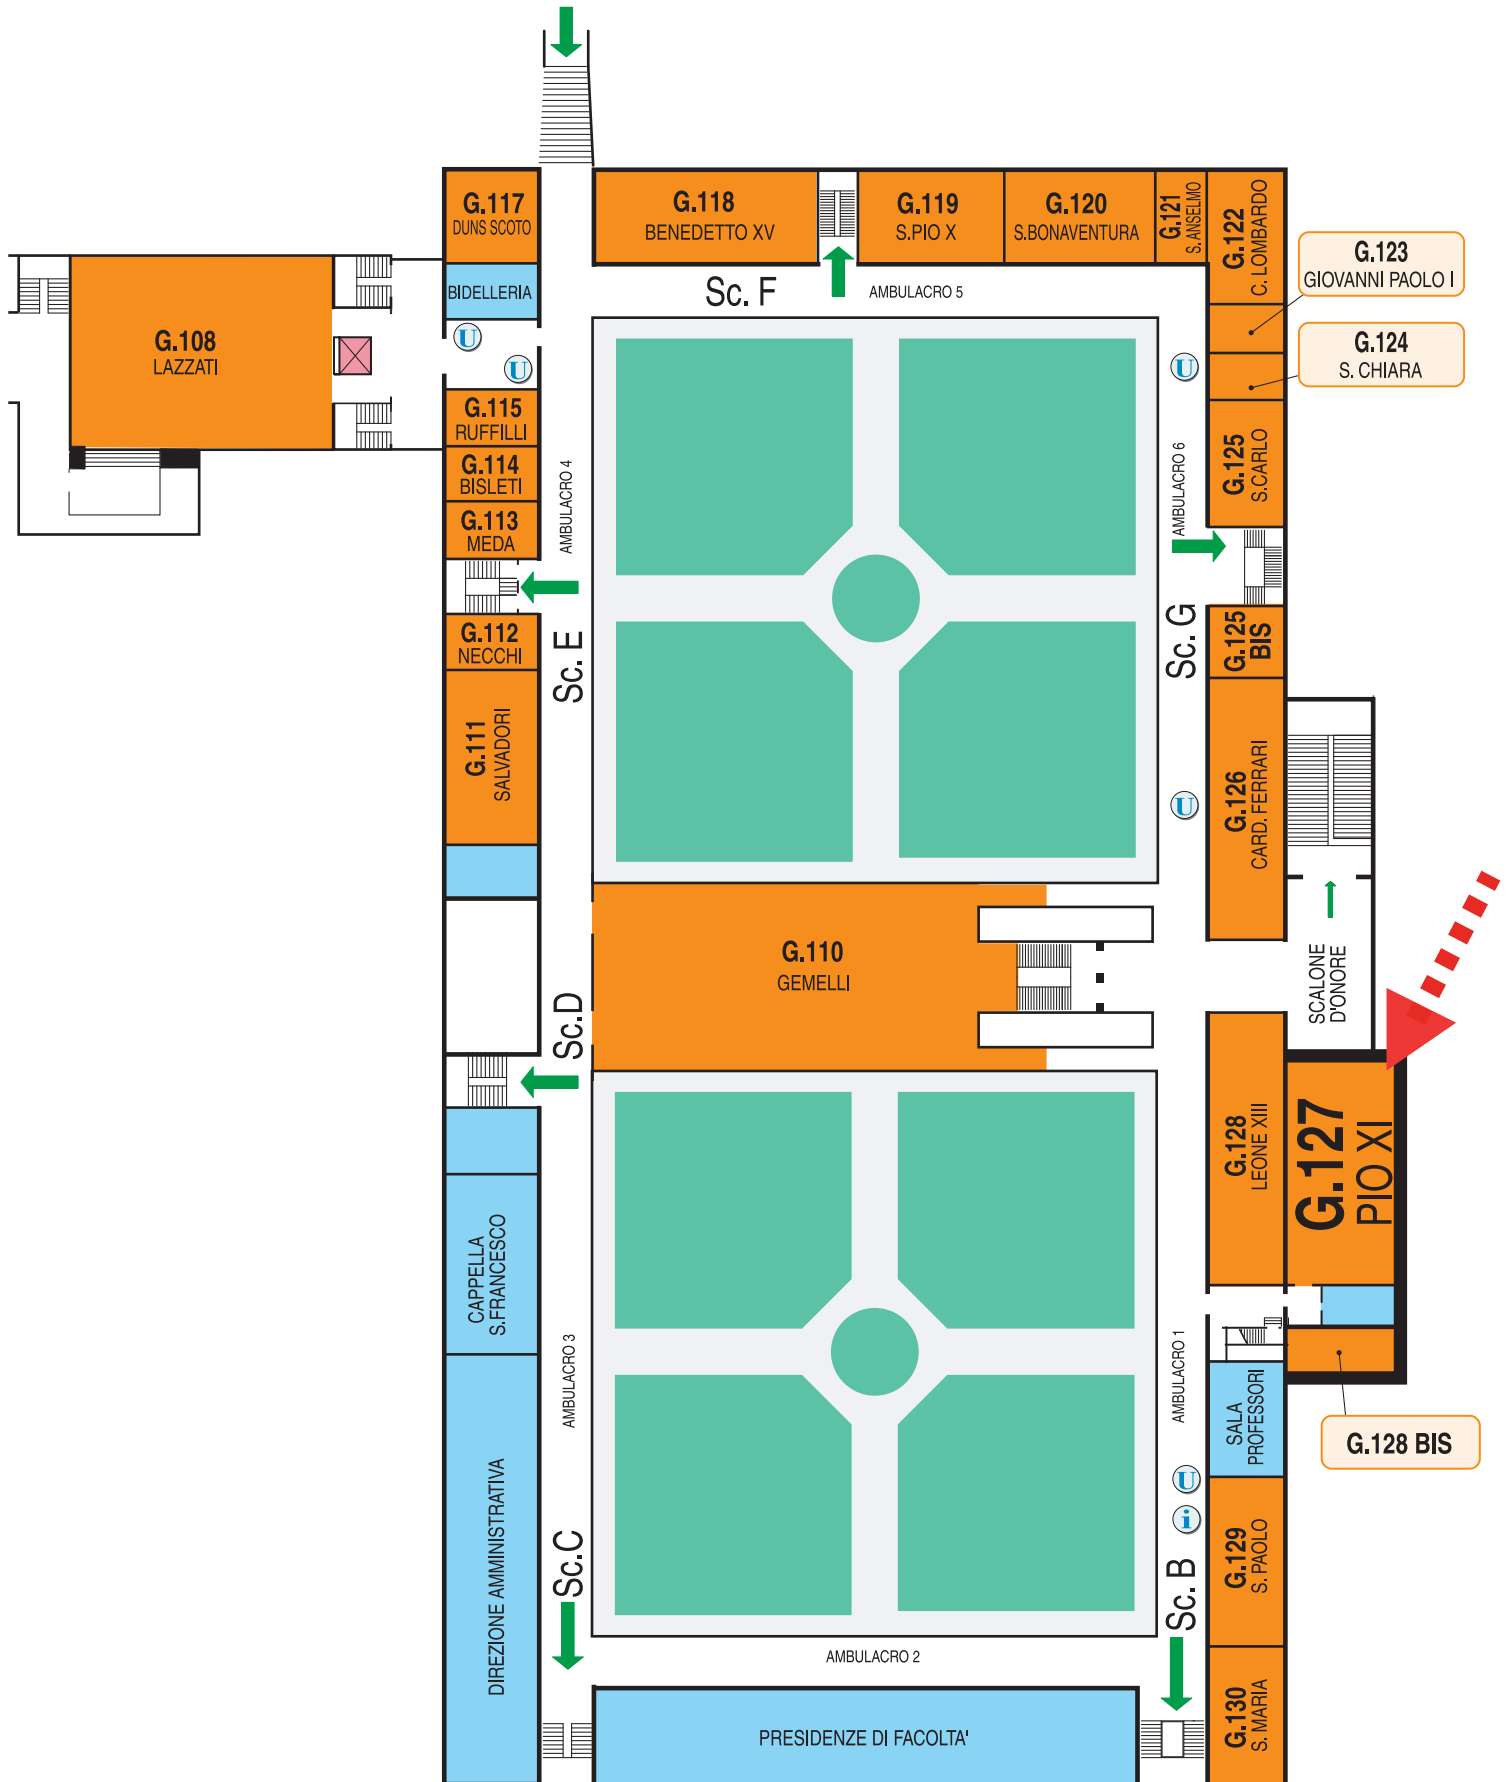 G.117
DUNS SCOTO
G.118
BENEDETTO XV
G.119
S.PIO X
G.120
S.BONAVENTURA
G.121
S. ANSELMO
G.122
C. LOMBARDO
G.123
GIOVANNI PAOLO I
G.124
S. CHIARA
BIDELLERIA
Sc. F
AMBULACRO 5
G.108
LAZZATI
U
U
U
G.115
RUFFILLI
G.114
BISLETI
G.113
MEDA
AMBULACRO 4
AMBULACRO 6
G.125
S.CARLO
G.112
NECCHI
Sc. E
Sc. G
G.125
BIS
G.111
SALVADORI
G.126
CARD. FERRARI
U
G.110
GEMELLI
SCALONE
D'ONORE
Sc.D
G.128
LEONE XIII
G.127
PIO XI
CAPPELLA
S.FRANCESCO
AMBULACRO 3
AMBULACRO1
SALA
PROFESSORI
G.128 BIS
U
i
DIREZIONE AMMINISTRATIVA
Sc.C
Sc. B
G.129
S. PAOLO
AMBULACRO 2
G.130
S. MARIA
PRESIDENZE DI FACOLTA'